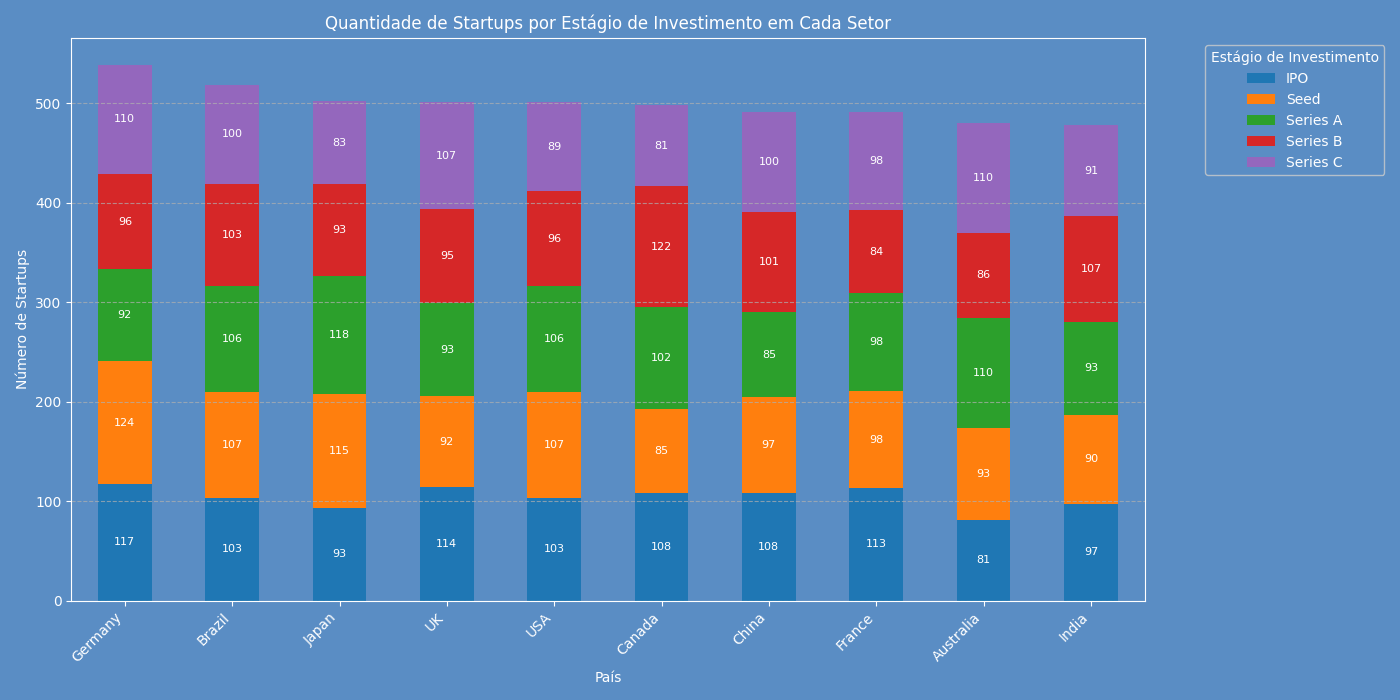 Quantidade de Startups por Estágio de Investimento em Cada Setor
Estágio de Investimento
IPO
Seed
Series A
Series B
Series C
Número de Startups
500
400
300
200
100
0
110 100 83 107 89 81 100 98 110 91
96 103 93 95 96 122 101 84 86 107
92 106 118 93 106 102 85 98 110 93
124 107 115 92 107 85 97 98 93 90
117 103 93 114 103 108 108 113 81 97
Germany Brazil Japan UK USA Canada China France Australia India
País